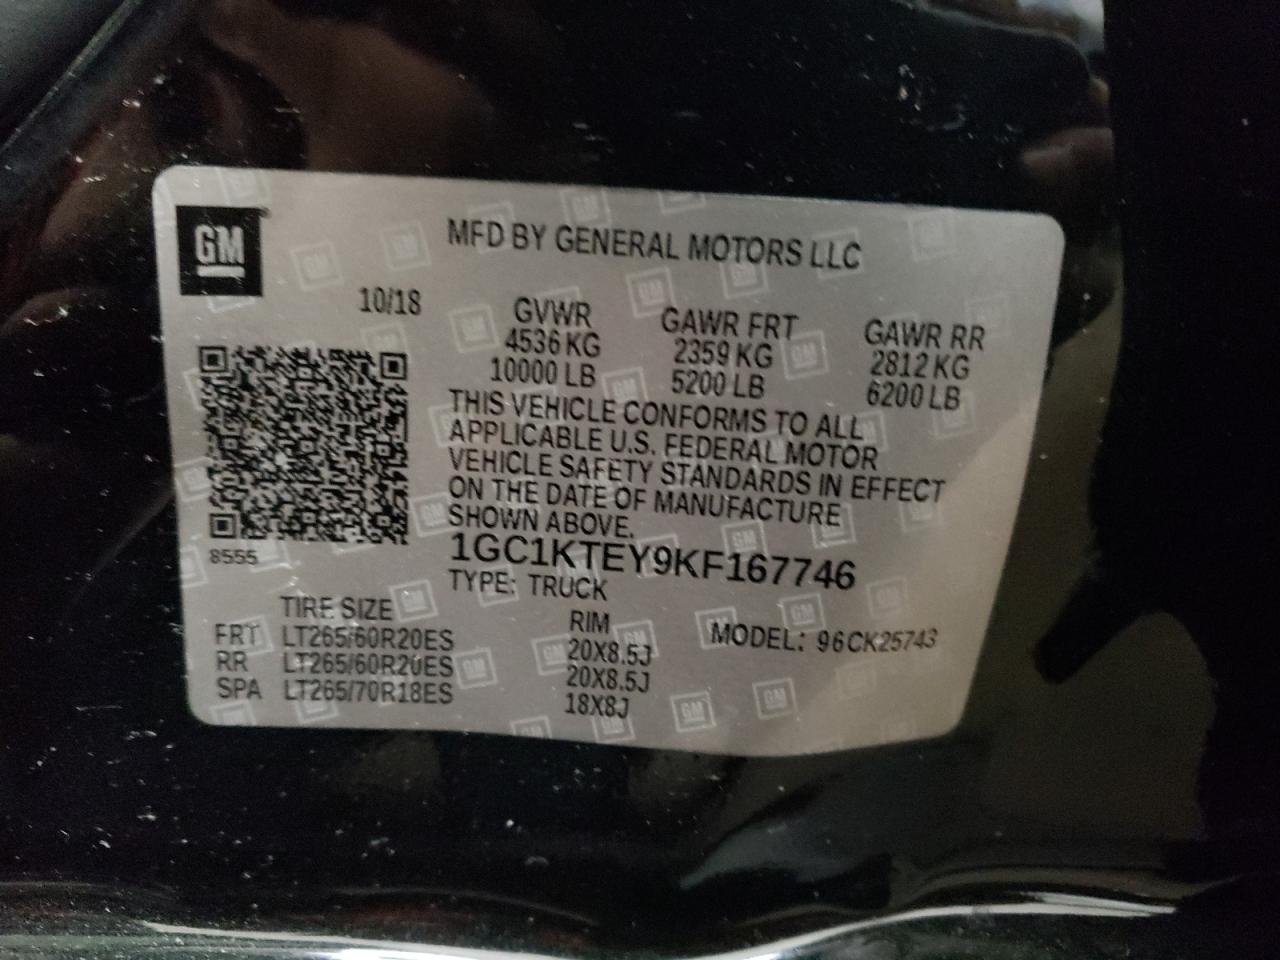 GM
MFD BY GENERAL MOTORS LLC
10/18
GVWR GAWR FRT GAWR RR
4536 KG 2359 KG 2812 KG
10000 LB 5200 LB 6200 LB
THIS VEHICLE CONFORMS TO ALL
APPLICABLE U.S. FEDERAL MOTOR
VEHICLE SAFETY STANDARDS IN EFFECT
ON THE DATE OF MANUFACTURE
SHOWN ABOVE.
8555
1GC1KTEY9KF167746
TYPE: TRUCK
TIRE SIZE RIM MODEL: 96CK25743
FRT LT265/60R20ES 20X8.5J
RR LT265/60R20ES 20X8.5J
SPA LT265/70R18ES 18X8J